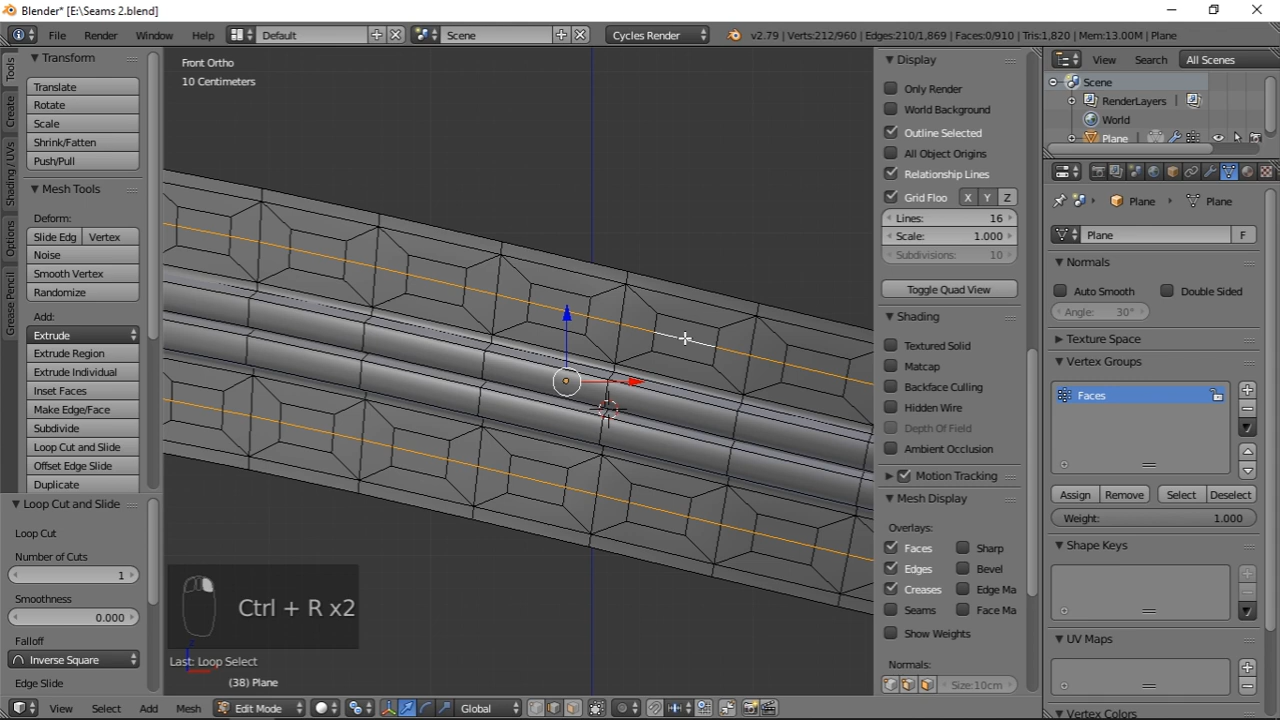 Blender* [E:\Seams 2.blend]
File Render Window Help Default Scene Cycles Render v2.79 | Verts:212/960 | Edges:210/1,869 | Faces:0/910 | Tris:1,820 | Mem:13.00M | Plane
Tools
Create
Shading / UVs
Options
Grease Pencil
Transform
Translate
Rotate
Scale
Shrink/Fatten
Push/Pull
Mesh Tools
Deform:
Slide Edg Vertex
Noise
Smooth Vertex
Randomize
Add:
Extrude
Extrude Region
Extrude Individual
Inset Faces
Make Edge/Face
Subdivide
Loop Cut and Slide
Offset Edge Slide
Duplicate
Loop Cut and Slide
Loop Cut
Number of Cuts
1
Smoothness
0.000
Falloff
Inverse Square
Edge Slide
Front Ortho
10 Centimeters
Ctrl + R x2
Last: Loop Select
(38) Plane
View Select Add Mesh Edit Mode Global
Display
Only Render
World Background
Outline Selected
All Object Origins
Relationship Lines
Grid Floo X Y Z
Lines: 16
Scale: 1.000
Subdivisions: 10
Toggle Quad View
Shading
Textured Solid
Matcap
Backface Culling
Hidden Wire
Depth Of Field
Ambient Occlusion
Motion Tracking
Mesh Display
Overlays:
Faces Sharp
Edges Bevel
Creases Edge Ma
Seams Face Ma
Show Weights
Normals:
Size:10cm
View Search All Scenes
Scene
RenderLayers
World
Plane
Plane Plane
Plane F
Normals
Auto Smooth Double Sided
Angle: 30°
Texture Space
Vertex Groups
Faces
Assign Remove Select Deselect
Weight: 1.000
Shape Keys
UV Maps
Vertex Colors